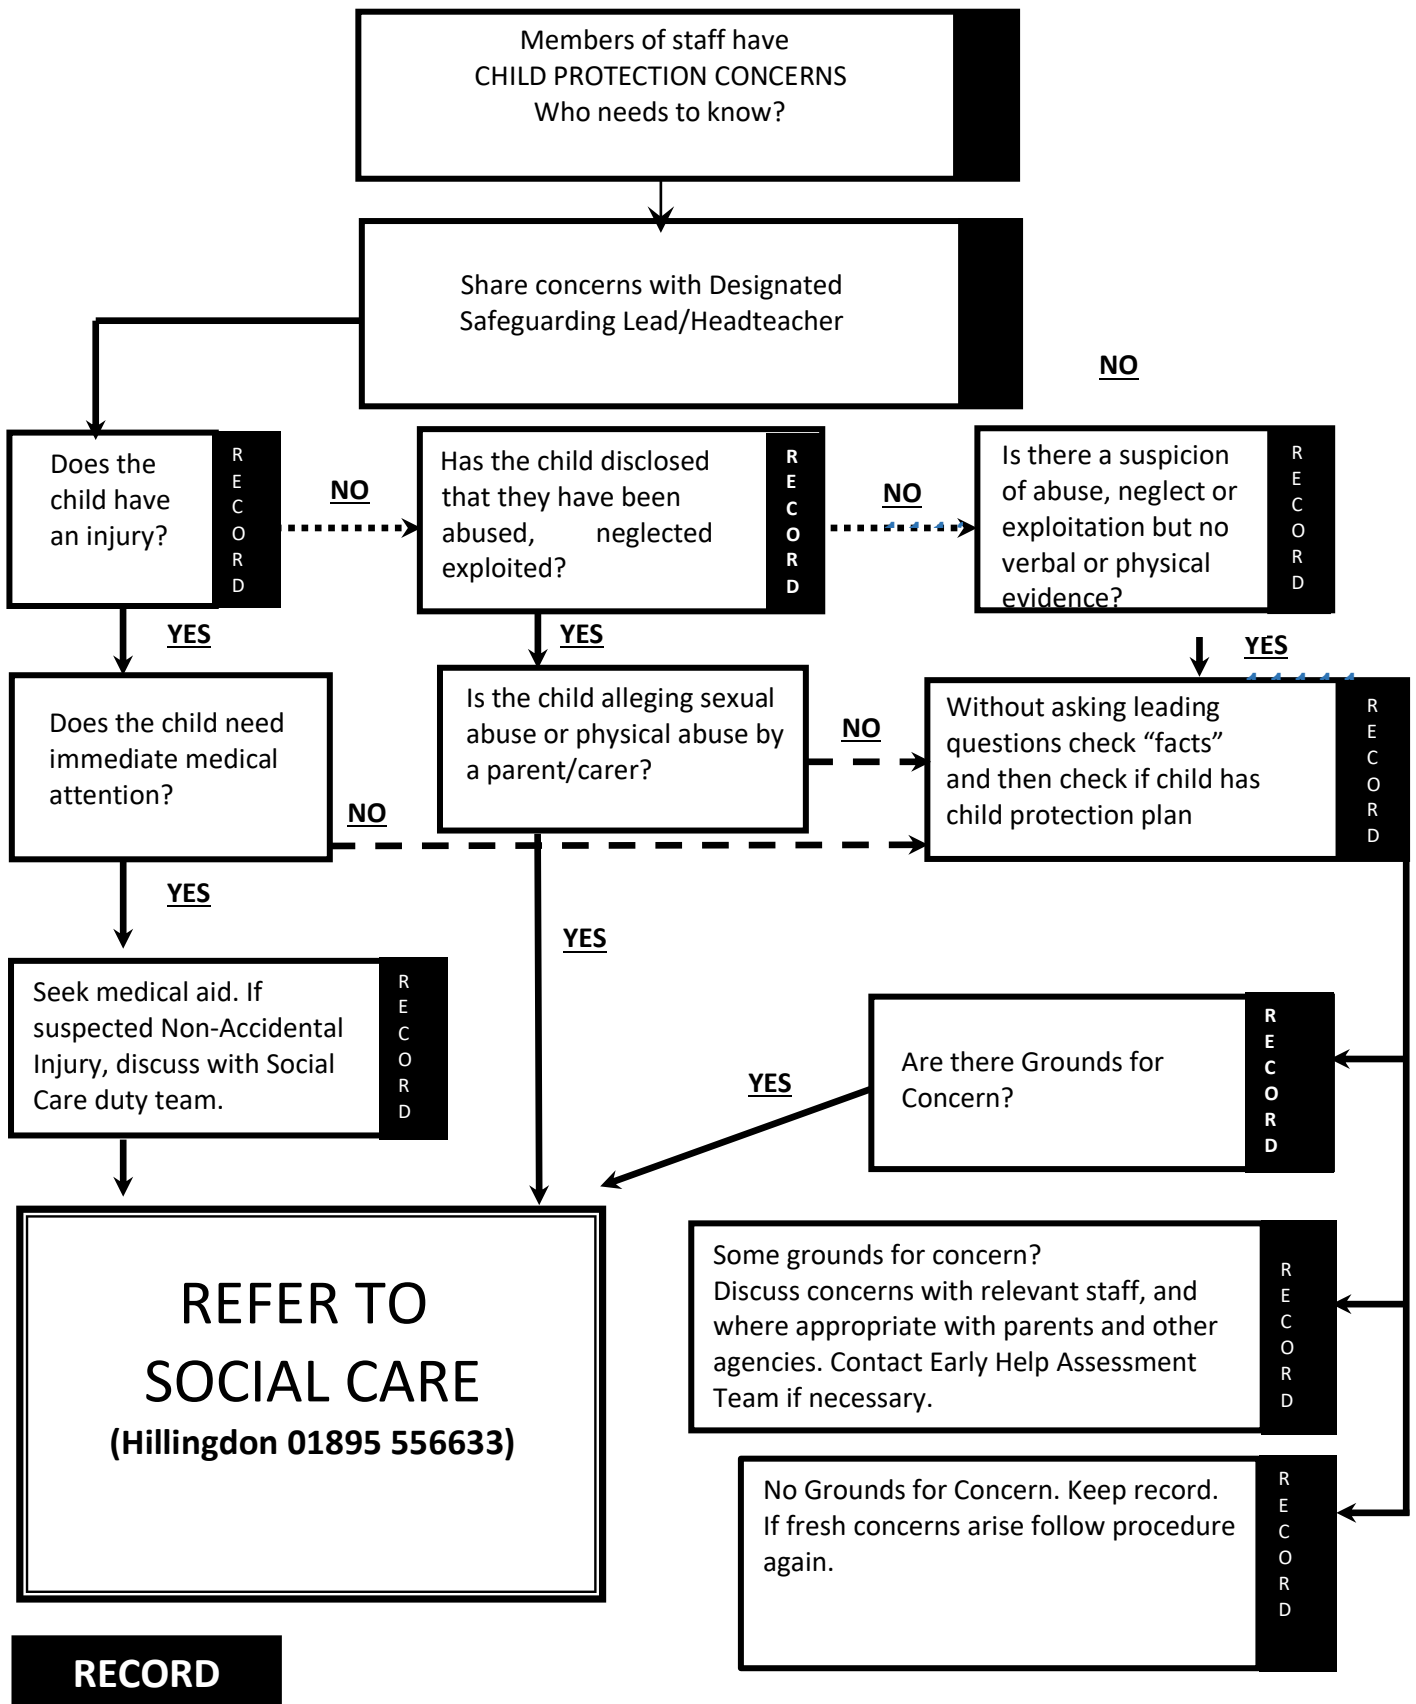 Members of staff have
CHILD PROTECTION CONCERNS
Who needs to know?
Share concerns with Designated
Safeguarding Lead/Headteacher
NO
Does the
child have
an injury?
RECORD
NO
Has the child disclosed
that they have been
abused, neglected
exploited?
RECORD
NO
Is there a suspicion
of abuse, neglect or
exploitation but no
verbal or physical
evidence?
RECORD
YES
YES
YES
Does the child need
immediate medical
attention?
NO
Is the child alleging sexual
abuse or physical abuse by
a parent/carer?
NO
Without asking leading
questions check “facts”
and then check if child has
child protection plan
RECORD
YES
YES
Seek medical aid. If
suspected Non-Accidental
Injury, discuss with Social
Care duty team.
RECORD
YES
Are there Grounds for
Concern?
RECORD
REFER TO
SOCIAL CARE
(Hillingdon 01895 556633)
Some grounds for concern?
Discuss concerns with relevant staff, and
where appropriate with parents and other
agencies. Contact Early Help Assessment
Team if necessary.
RECORD
No Grounds for Concern. Keep record.
If fresh concerns arise follow procedure
again.
RECORD
RECORD